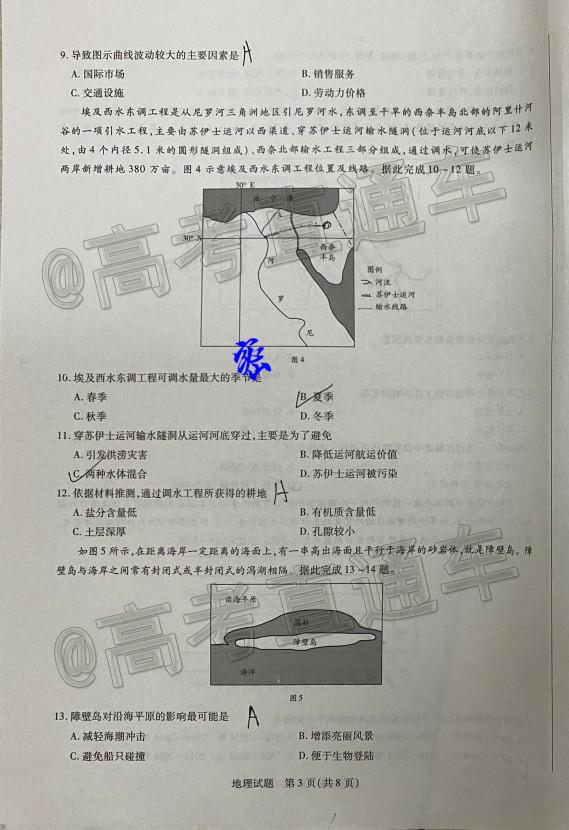 9. 导致图示曲线波动较大的主要因素是 A
A. 国际市场 B. 销售服务
C. 交通设施 D. 劳动力价格
埃及西水东调工程是从尼罗河三角洲地区引尼罗河水,东调至干旱的西奈半岛北部的阿里什河
谷的一项引水工程,主要由苏伊士运河以西渠道、穿苏伊士运河输水隧洞(位于运河河底以下12米
处,由4个内径5.1米的圆形隧洞组成)、西奈北部输水工程三部分组成,通过调水,可使苏伊士运河
两岸新增耕地380万亩。图4示意埃及西水东调工程位置及线路。据此完成10~12题。
30° E
地中海
30° N
西奈
半岛
河
罗
尼
图例
河流
苏伊士运河
输水线路
图4
10. 埃及西水东调工程可调水量最大的季节是
A. 春季 B. 夏季
C. 秋季 D. 冬季
11. 穿苏伊士运河输水隧洞从运河河底穿过,主要是为了避免
A. 引发洪涝灾害 B. 降低运河航运价值
C. 两种水体混合 D. 苏伊士运河被污染
12. 依据材料推测,通过调水工程所获得的耕地 A
A. 盐分含量低 B. 有机质含量低
C. 土层深厚 D. 孔隙较小
如图5所示,在距离海岸一定距离的海面上,有一串高出海面且平行于海岸的砂岩体,就是障壁岛。障
壁岛与海岸之间常有封闭式或半封闭式的潟湖相隔。据此完成13~14题。
沿海平原
潟湖
障壁岛
海洋
图5
13. 障壁岛对沿海平原的影响最可能是 A
A. 减轻海潮冲击 B. 增添亮丽风景
C. 避免船只碰撞 D. 便于生物登陆
地理试题 第3页(共8页)
@高考直通车
@高考直通车